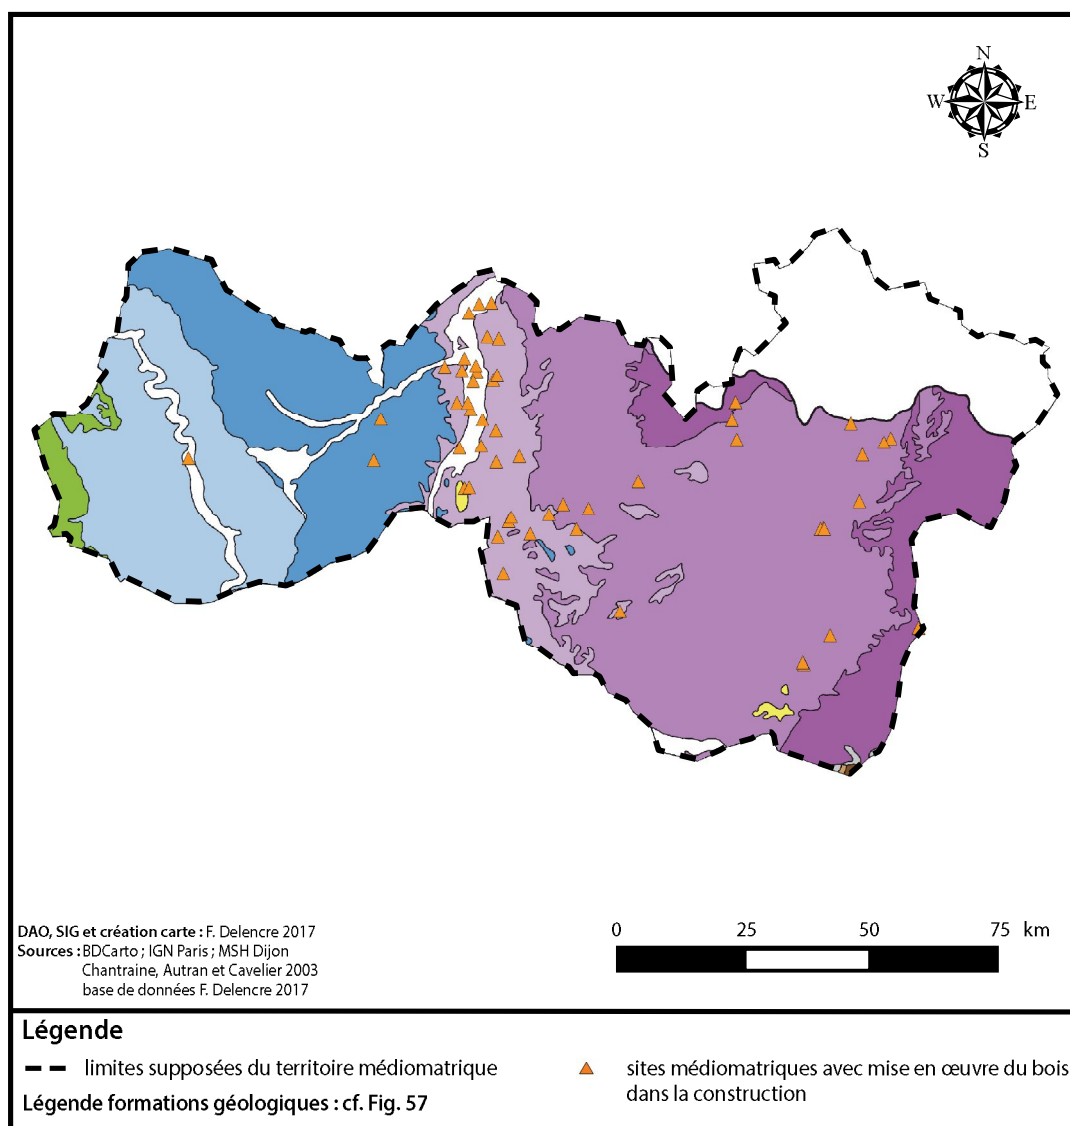 N
W E
S
DAO, SIG et création carte : F. Delencre 2017
Sources : BDCarto ; IGN Paris ; MSH Dijon
Chantraine, Autran et Cavelier 2003
base de données F. Delencre 2017
0 25 50 75 km
Légende
limites supposées du territoire médiomatrique
sites médiomatriques avec mise en œuvre du bois
dans la construction
Légende formations géologiques : cf. Fig. 57